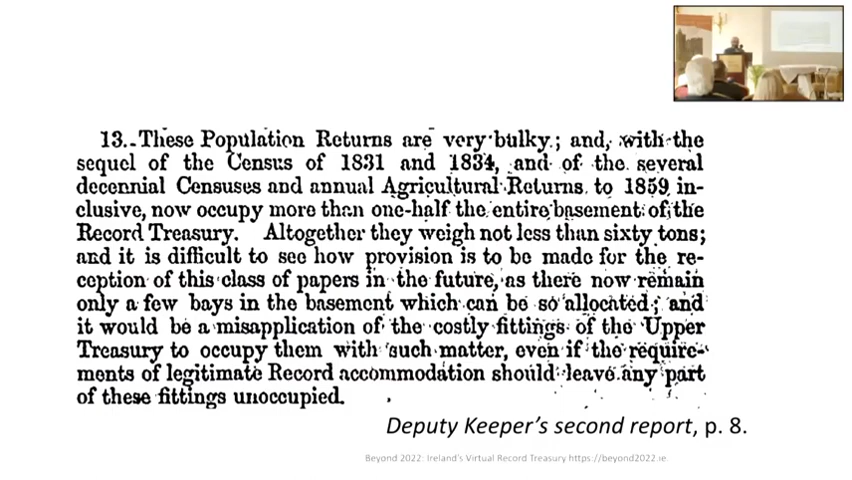 13. These Population Returns are very bulky; and, with the
sequel of the Census of 1831 and 1834, and of the several
decennial Censuses and annual Agricultural Returns to 1859 in-
clusive, now occupy more than one-half the entire basement of the
Record Treasury. Altogether they weigh not less than sixty tons;
and it is difficult to see how provision is to be made for the re-
ception of this class of papers in the future, as there now remain
only a few bays in the basement which can be so allocated; and
it would be a misapplication of the costly fittings of the Upper
Treasury to occupy them with such matter, even if the require-
ments of legitimate Record accommodation should leave any part
of these fittings unoccupied.
Deputy Keeper's second report, p. 8.
Beyond 2022: Ireland's Virtual Record Treasury https://beyond2022.ie.